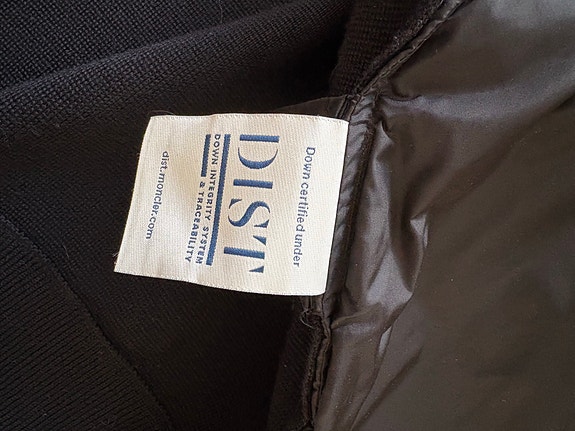 Down certified under
DIST
DOWN INTEGRITY SYSTEM
& TRACEABILITY
dist.moncler.com